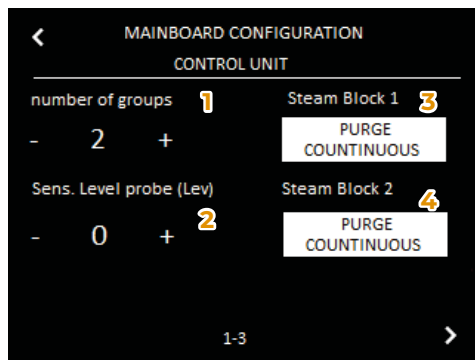 < MAINBOARD CONFIGURATION
CONTROL UNIT
number of groups 1
- 2 +
Steam Block 1 3
PURGE
COUNTINUOUS
Sens. Level probe (Lev) 2
- 0 +
Steam Block 2 4
PURGE
COUNTINUOUS
1-3 >